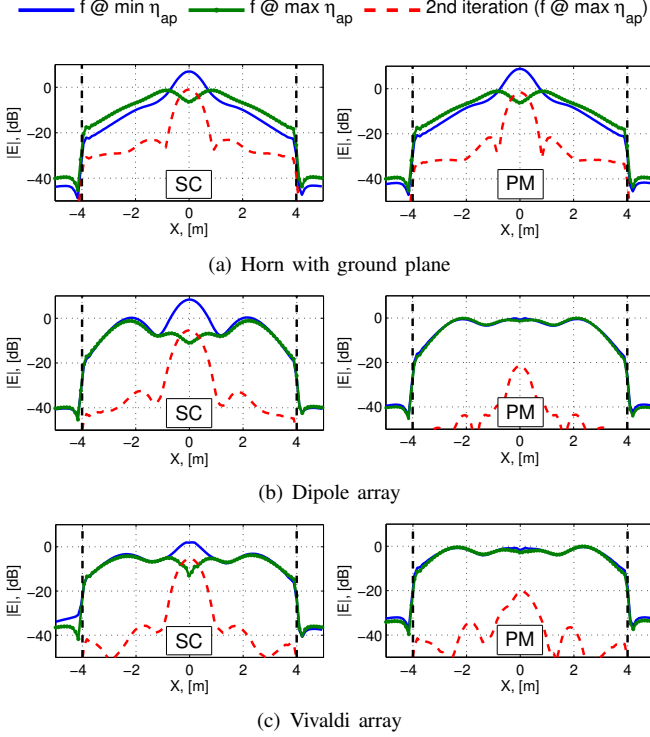 f @ min η_ap f @ max η_ap 2nd iteration (f @ max η_ap)
|E|, [dB] 0 −20 −40 SC −4 −2 0 2 4 X, [m]
|E|, [dB] 0 −20 −40 PM −4 −2 0 2 4 X, [m]
(a) Horn with ground plane
|E|, [dB] 0 −20 −40 SC −4 −2 0 2 4 X, [m]
|E|, [dB] 0 −20 −40 PM −4 −2 0 2 4 X, [m]
(b) Dipole array
|E|, [dB] 0 −20 −40 SC −4 −2 0 2 4 X, [m]
|E|, [dB] 0 −20 −40 PM −4 −2 0 2 4 X, [m]
(c) Vivaldi array